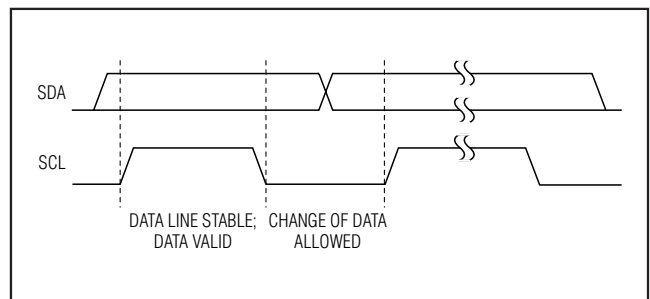 SDA
SCL
DATA LINE STABLE;
DATA VALID
CHANGE OF DATA
ALLOWED